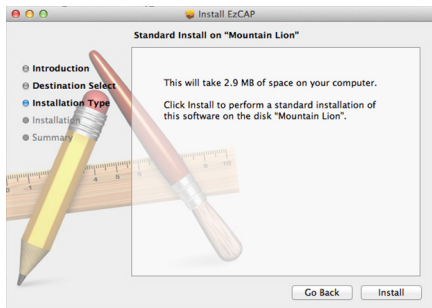 Install EzCAP
Standard Install on "Mountain Lion"
Introduction
Destination Select
Installation Type
Installation
Summary
This will take 2.9 MB of space on your computer.
Click Install to perform a standard installation of
this software on the disk "Mountain Lion".
Go Back
Install